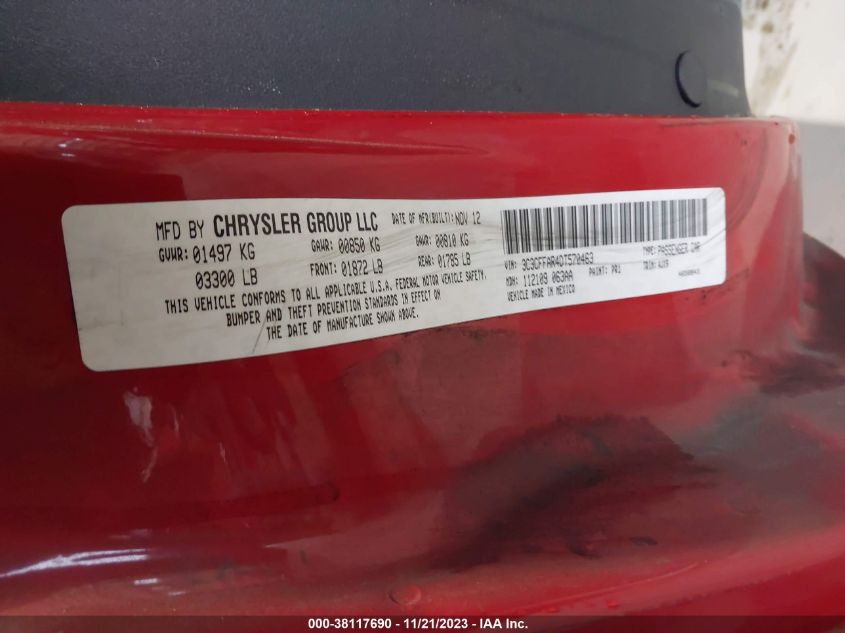 MFD BY CHRYSLER GROUP LLC DATE OF MFR(BUILT): NOV 12
GVWR: 01497 KG GAWR: 00850 KG GAWR: 00810 KG
03300 LB FRONT: 01872 LB REAR: 01785 LB
THIS VEHICLE CONFORMS TO ALL APPLICABLE U.S.A. FEDERAL MOTOR VEHICLE SAFETY,
BUMPER AND THEFT PREVENTION STANDARDS IN EFFECT ON
THE DATE OF MANUFACTURE SHOWN ABOVE.
VIN: 3C3CFFAR4DT570463 TYPE: PASSENGER CAR
MDH: 112109 063AA PAINT: PR1 TRIM: AJX9
VEHICLE MADE IN MEXICO
000-38117690 - 11/21/2023 - IAA Inc.